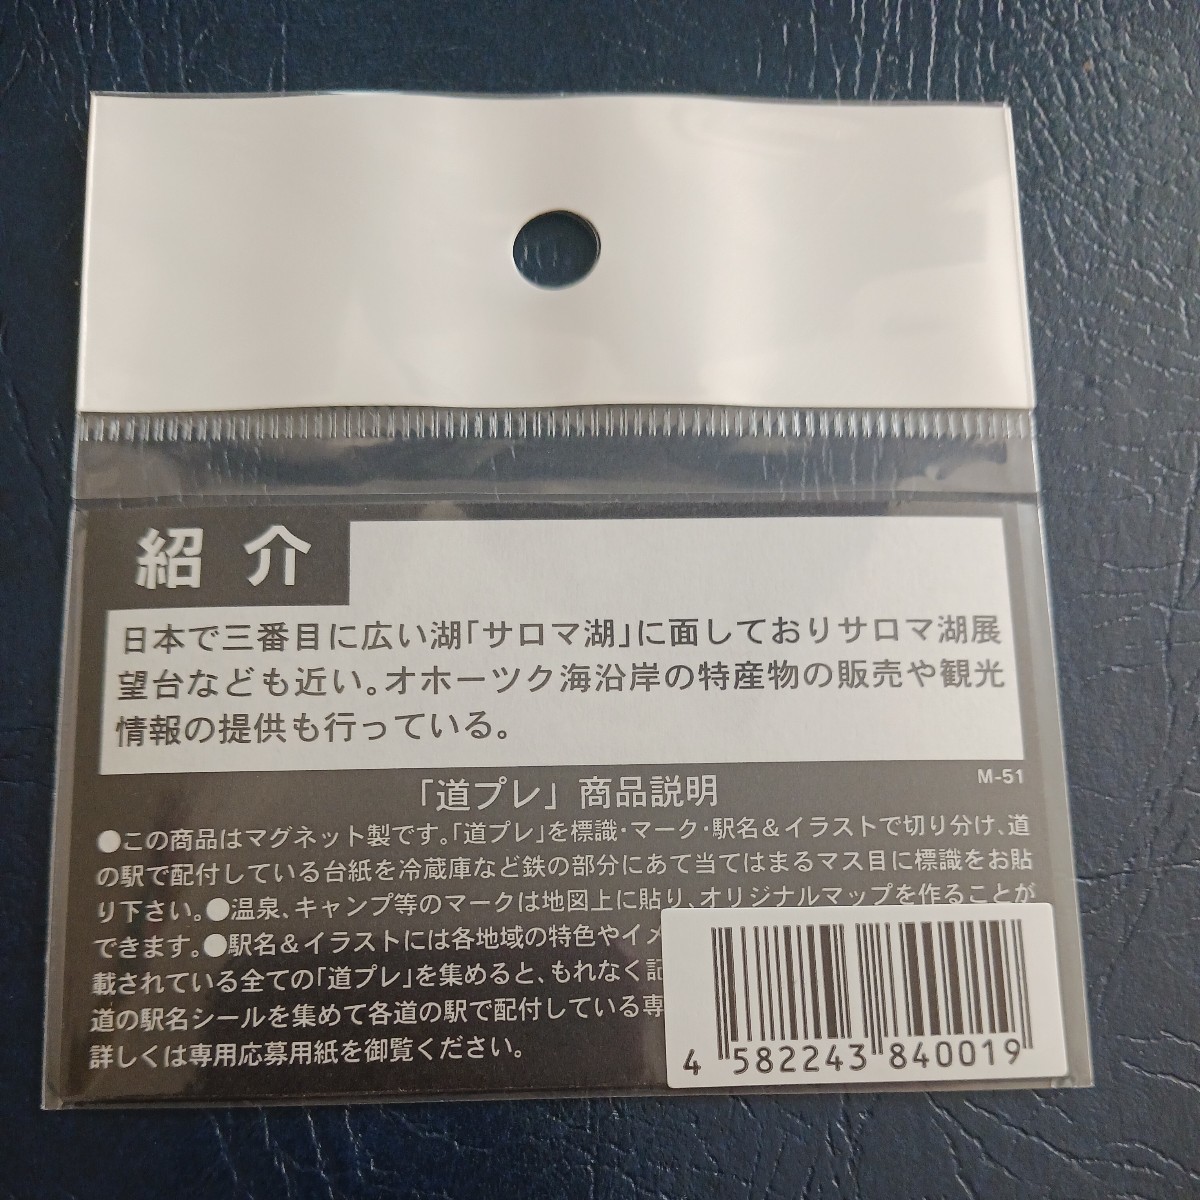 紹介
日本で三番目に広い湖「サロマ湖」に面しておりサロマ湖展
望台なども近い。オホーツク海沿岸の特産物の販売や観光
情報の提供も行っている。
M-51
「道プレ」商品説明
●この商品はマグネット製です。「道プレ」を標識・マーク・駅名＆イラストで切り分け、道
の駅で配付している台紙を冷蔵庫など鉄の部分にあて当てはまるマス目に標識をお貼
り下さい。●温泉、キャンプ等のマークは地図上に貼り、オリジナルマップを作ることが
できます。●駅名＆イラストには各地域の特色やイメ
載されている全ての「道プレ」を集めると、もれなく記
道の駅名シールを集めて各道の駅で配付している専
詳しくは専用応募用紙を御覧ください。
4 582243 840019